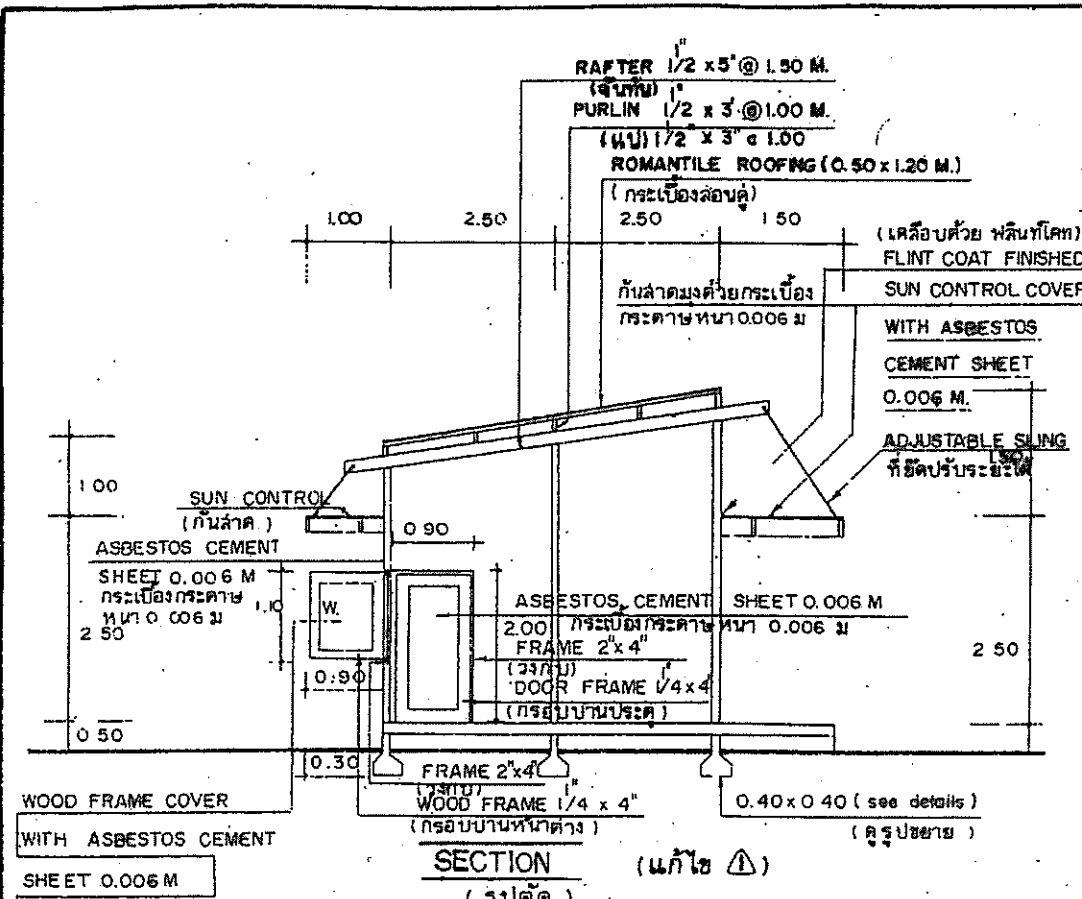 RAFTER 1 1/2" x 5" @ 1.50 M.
(จันทัน)
PURLIN 1 1/2" x 3" @ 1.00 M.
(แป) 1/2" x 3" @ 1.00
ROMANTILE ROOFING (0.50 x 1.20 M.)
(กระเบื้องลอนคู่)
1.00 2.50 2.50 1 50
(เคลือบด้วย ฟลินท์โคท)
FLINT COAT FINISHED
กันสาดมุงด้วยกระเบื้อง
กระดาษหนา 0.006 ม
SUN CONTROL COVER
WITH ASBESTOS
CEMENT SHEET
0.006 M.
ADJUSTABLE SLING
1.50
ที่ยึดปรับระยะได้
1 00
SUN CONTROL
(กันสาด)
0 90
ASBESTOS CEMENT
SHEET 0.006 M
กระเบื้องกระดาษ
หนา 0 006 ม
1.10
W.
2 50
ASBESTOS CEMENT SHEET 0.006 M
2.00 กระเบื้องกระดาษ หนา 0.006 ม
FRAME 2"x 4"
(วงกบ)
DOOR FRAME 1 1/4 x 4"
(กรอบบานประตู)
2 50
0.90
0 50
0.30
FRAME 2"x4"
(วงกบ)
WOOD FRAME 1 1/4 x 4"
(กรอบบานหน้าต่าง)
WOOD FRAME COVER
WITH ASBESTOS CEMENT
SHEET 0.006 M
0.40 x 0 40 ( see details )
(ดูรูปขยาย)
SECTION (แก้ไข 1)
(รูปตัด)